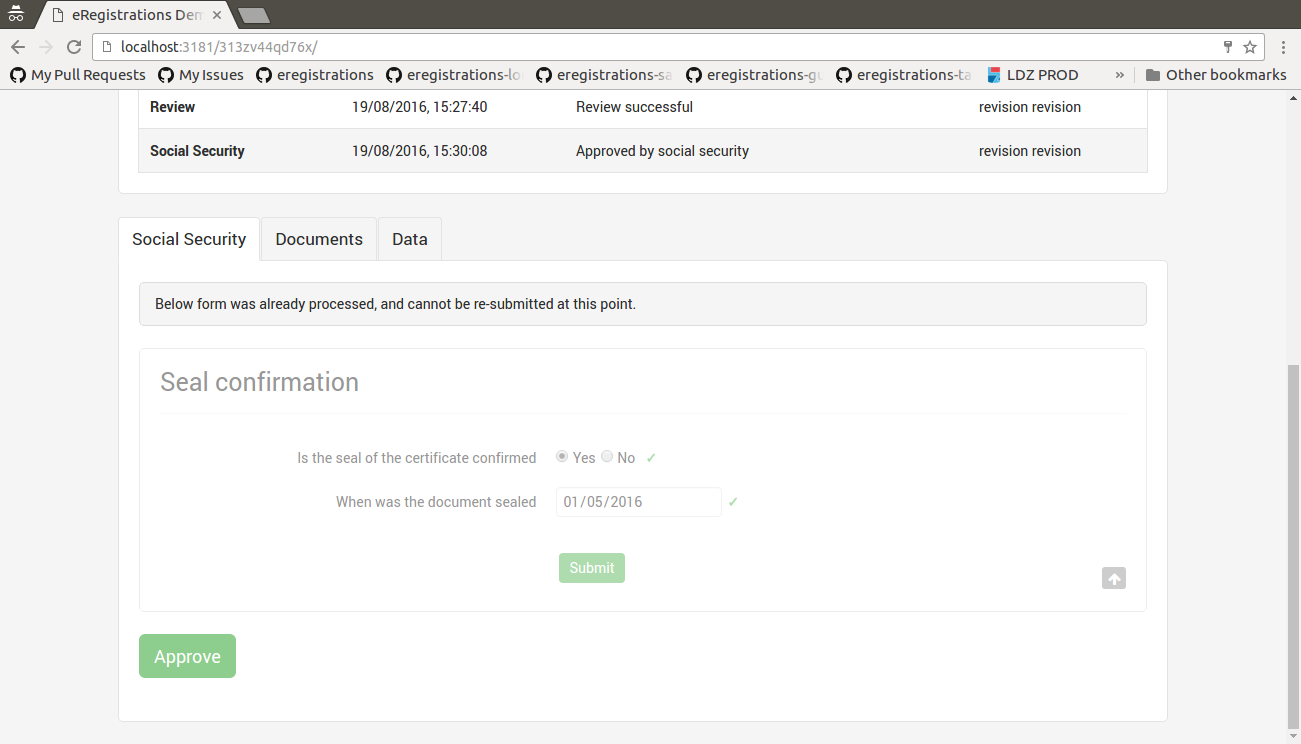 eRegistrations Dem
localhost:3181/313zv44qd76x/
My Pull Requests My Issues eregistrations eregistrations-lo eregistrations-sa eregistrations-gu eregistrations-ta LDZ PROD » Other bookmarks
Review 19/08/2016, 15:27:40 Review successful revision revision
Social Security 19/08/2016, 15:30:08 Approved by social security revision revision
Social Security Documents Data
Below form was already processed, and cannot be re-submitted at this point.
Seal confirmation
Is the seal of the certificate confirmed Yes No ✓
When was the document sealed 01/05/2016 ✓
Submit
Approve